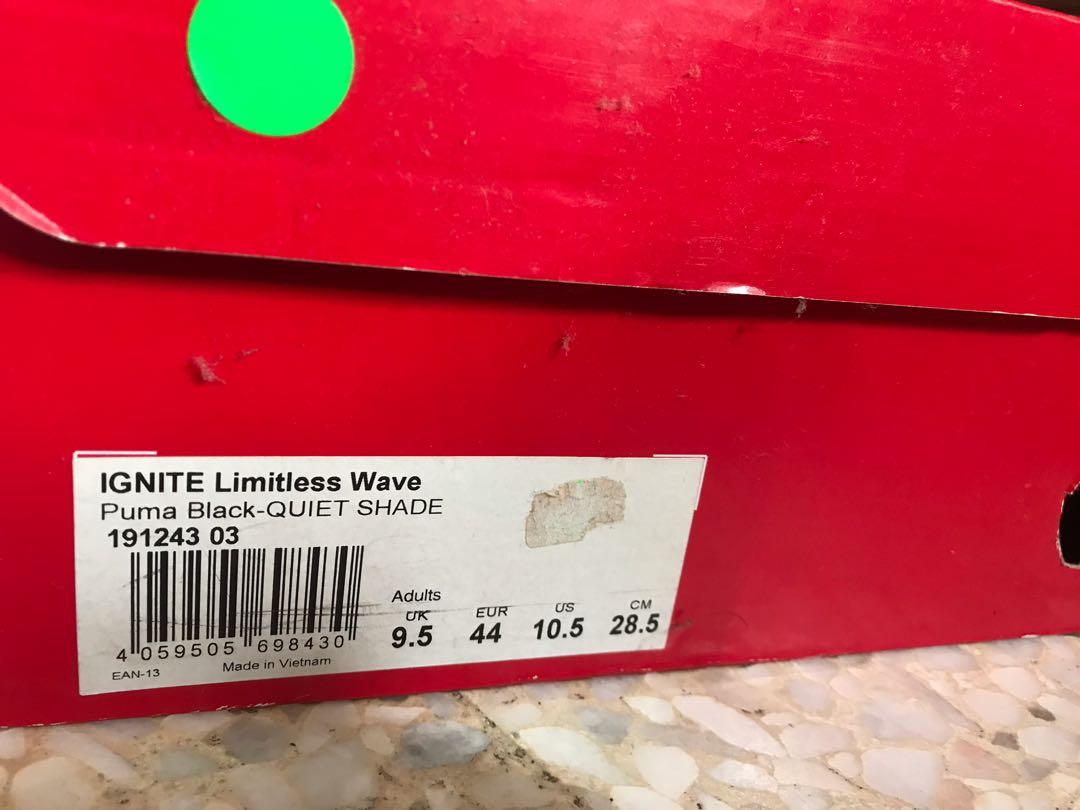 IGNITE Limitless Wave
Puma Black-QUIET SHADE
191243 03
Adults
UK EUR US CM
9.5 44 10.5 28.5
4 059505 698430
EAN-13 Made in Vietnam